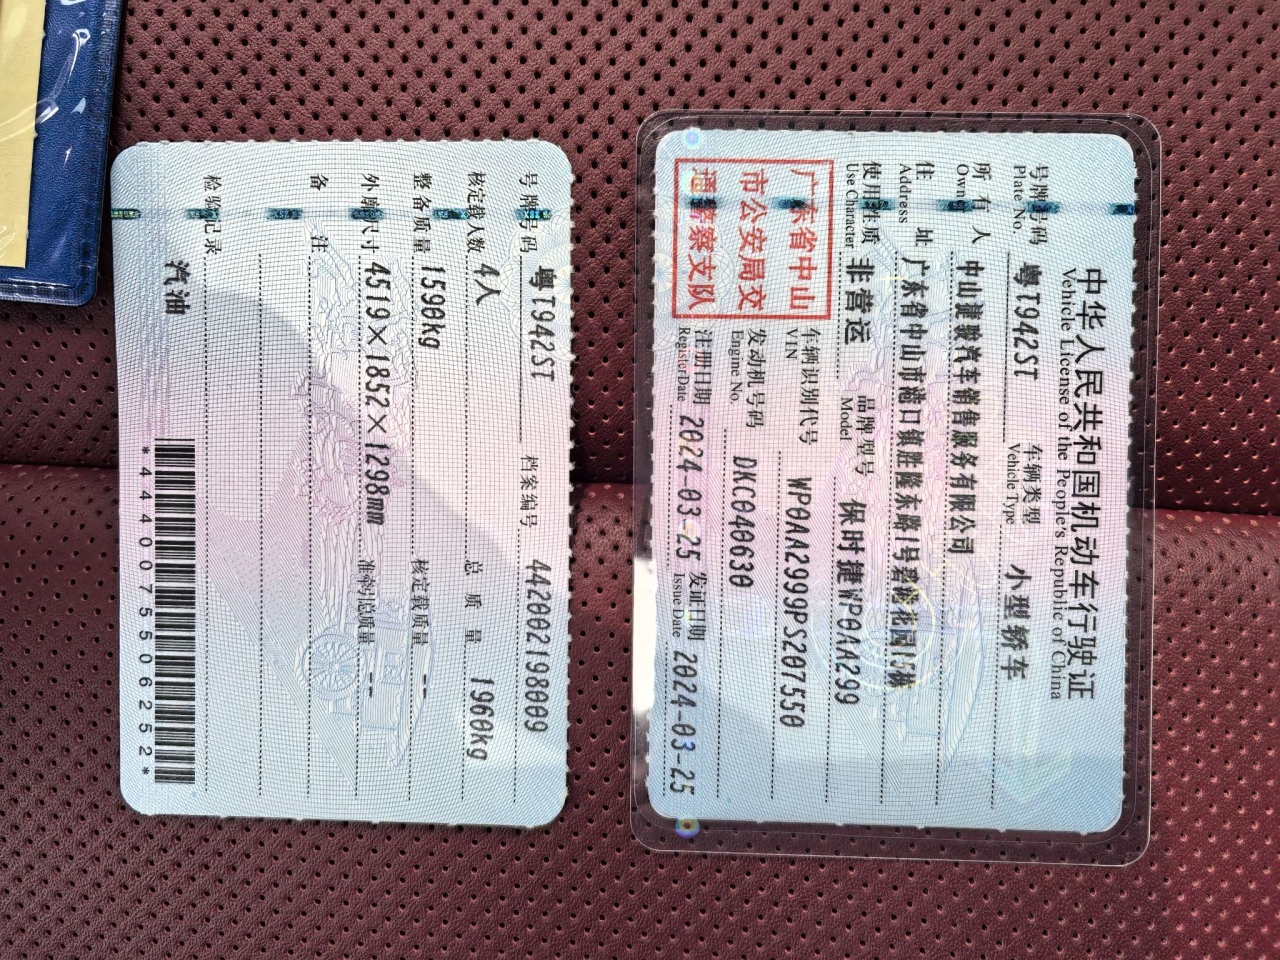 中华人民共和国机动车行驶证
Vehicle License of the People's Republic of China
号牌号码 粤T942ST 车辆类型 小型轿车
Plate No. Vehicle Type
所有人 中山捷骏汽车销售服务有限公司
Owner
住址 广东省中山市港口镇胜隆东路1号碧涛花园15幢
Address
使用性质 非营运 品牌型号 保时捷WP0AA299
Use Character Model
广东省中山市公安局交通警察支队
车辆识别代号 WP0AA2999PS207550
VIN
发动机号码 DKC040630
Engine No.
注册日期 2024-03-25 发证日期 2024-03-25
Register Date Issue Date
号牌号码 粤T942ST 档案编号 442002198009
核定载人数 4人 总质量 1960kg
整备质量 1590kg 核定载质量 --
外廓尺寸 4519×1852×1298mm 准牵引总质量 --
备注
检验记录
汽油
*4440075506252*